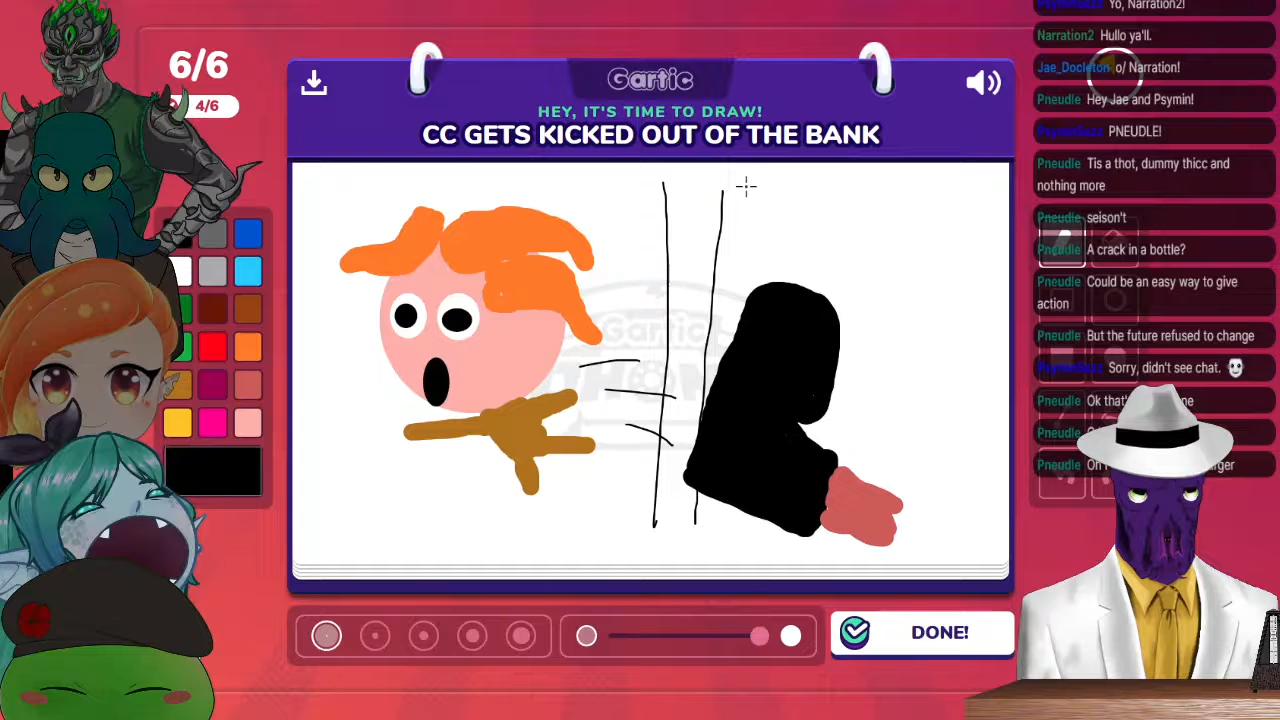 6/6
4/6
Gartic
HEY, IT'S TIME TO DRAW!
CC GETS KICKED OUT OF THE BANK
Gartic
DONE!
PsyminJazz Yo, Narration2!
Narration2 Hullo ya'll.
Jae_Docleton o/ Narration!
Pneudle Hey Jae and Psymin!
PNEUDLE!
Pneudle Tis a thot, dummy thicc and
nothing more
Pneudle seison't
Pneudle A crack in a bottle?
Pneudle Could be an easy way to give
action
Pneudle But the future refused to change
Sorry, didn't see chat.
Pneudle Ok
Pneudle
Pneudle